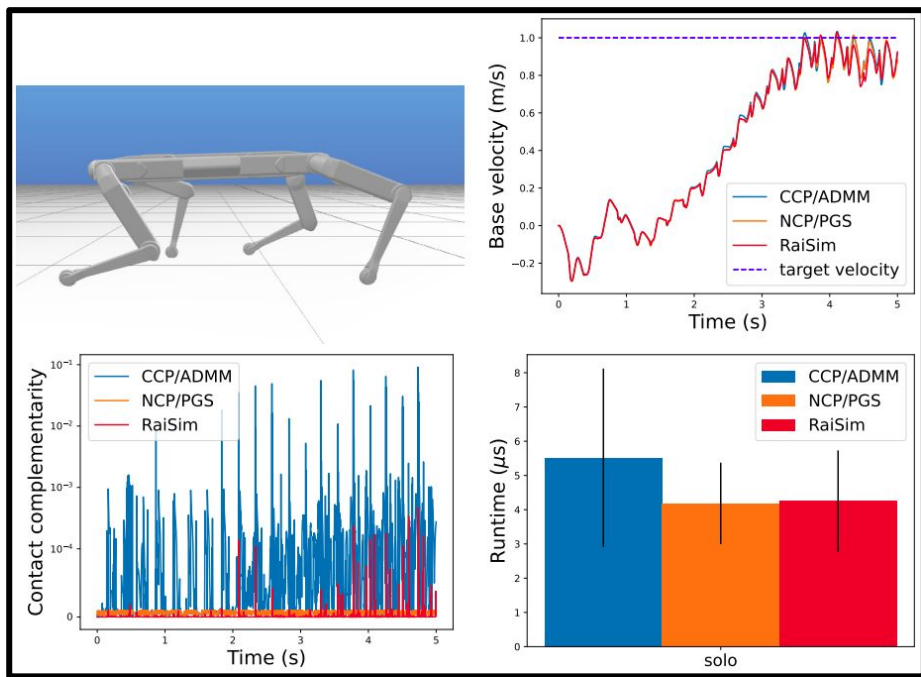 1.0
0.8
0.6
0.4
0.2
0.0
−0.2
Base velocity (m/s)
CCP/ADMM
NCP/PGS
RaiSim
target velocity
0 1 2 3 4 5
Time (s)
10⁻¹
10⁻²
10⁻³
10⁻⁴
0
Contact complementarity
CCP/ADMM
NCP/PGS
RaiSim
0 1 2 3 4 5
Time (s)
8
7
6
5
4
3
2
1
0
Runtime (μs)
CCP/ADMM
NCP/PGS
RaiSim
solo